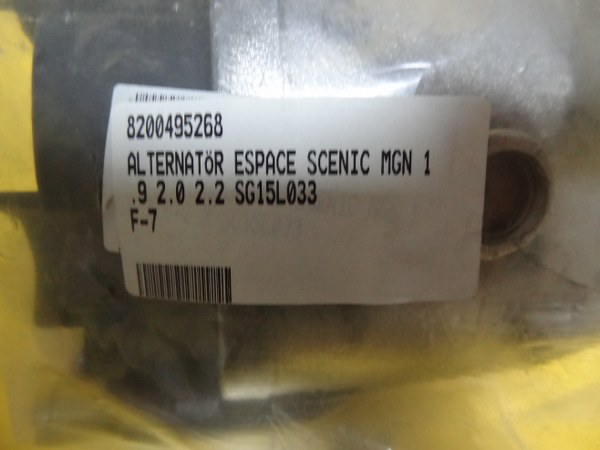 8200495268
ALTERNATöR ESPACE SCENIC MGN 1
.9 2.0 2.2 SG15L033
F-7